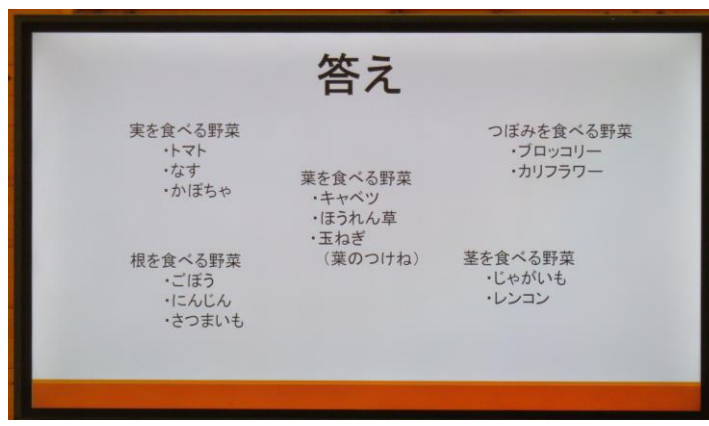 答え
実を食べる野菜
・トマト
・なす
・かぼちゃ
つぼみを食べる野菜
・ブロッコリー
・カリフラワー
葉を食べる野菜
・キャベツ
・ほうれん草
・玉ねぎ
（葉のつけね）
根を食べる野菜
・ごぼう
・にんじん
・さつまいも
茎を食べる野菜
・じゃがいも
・レンコン